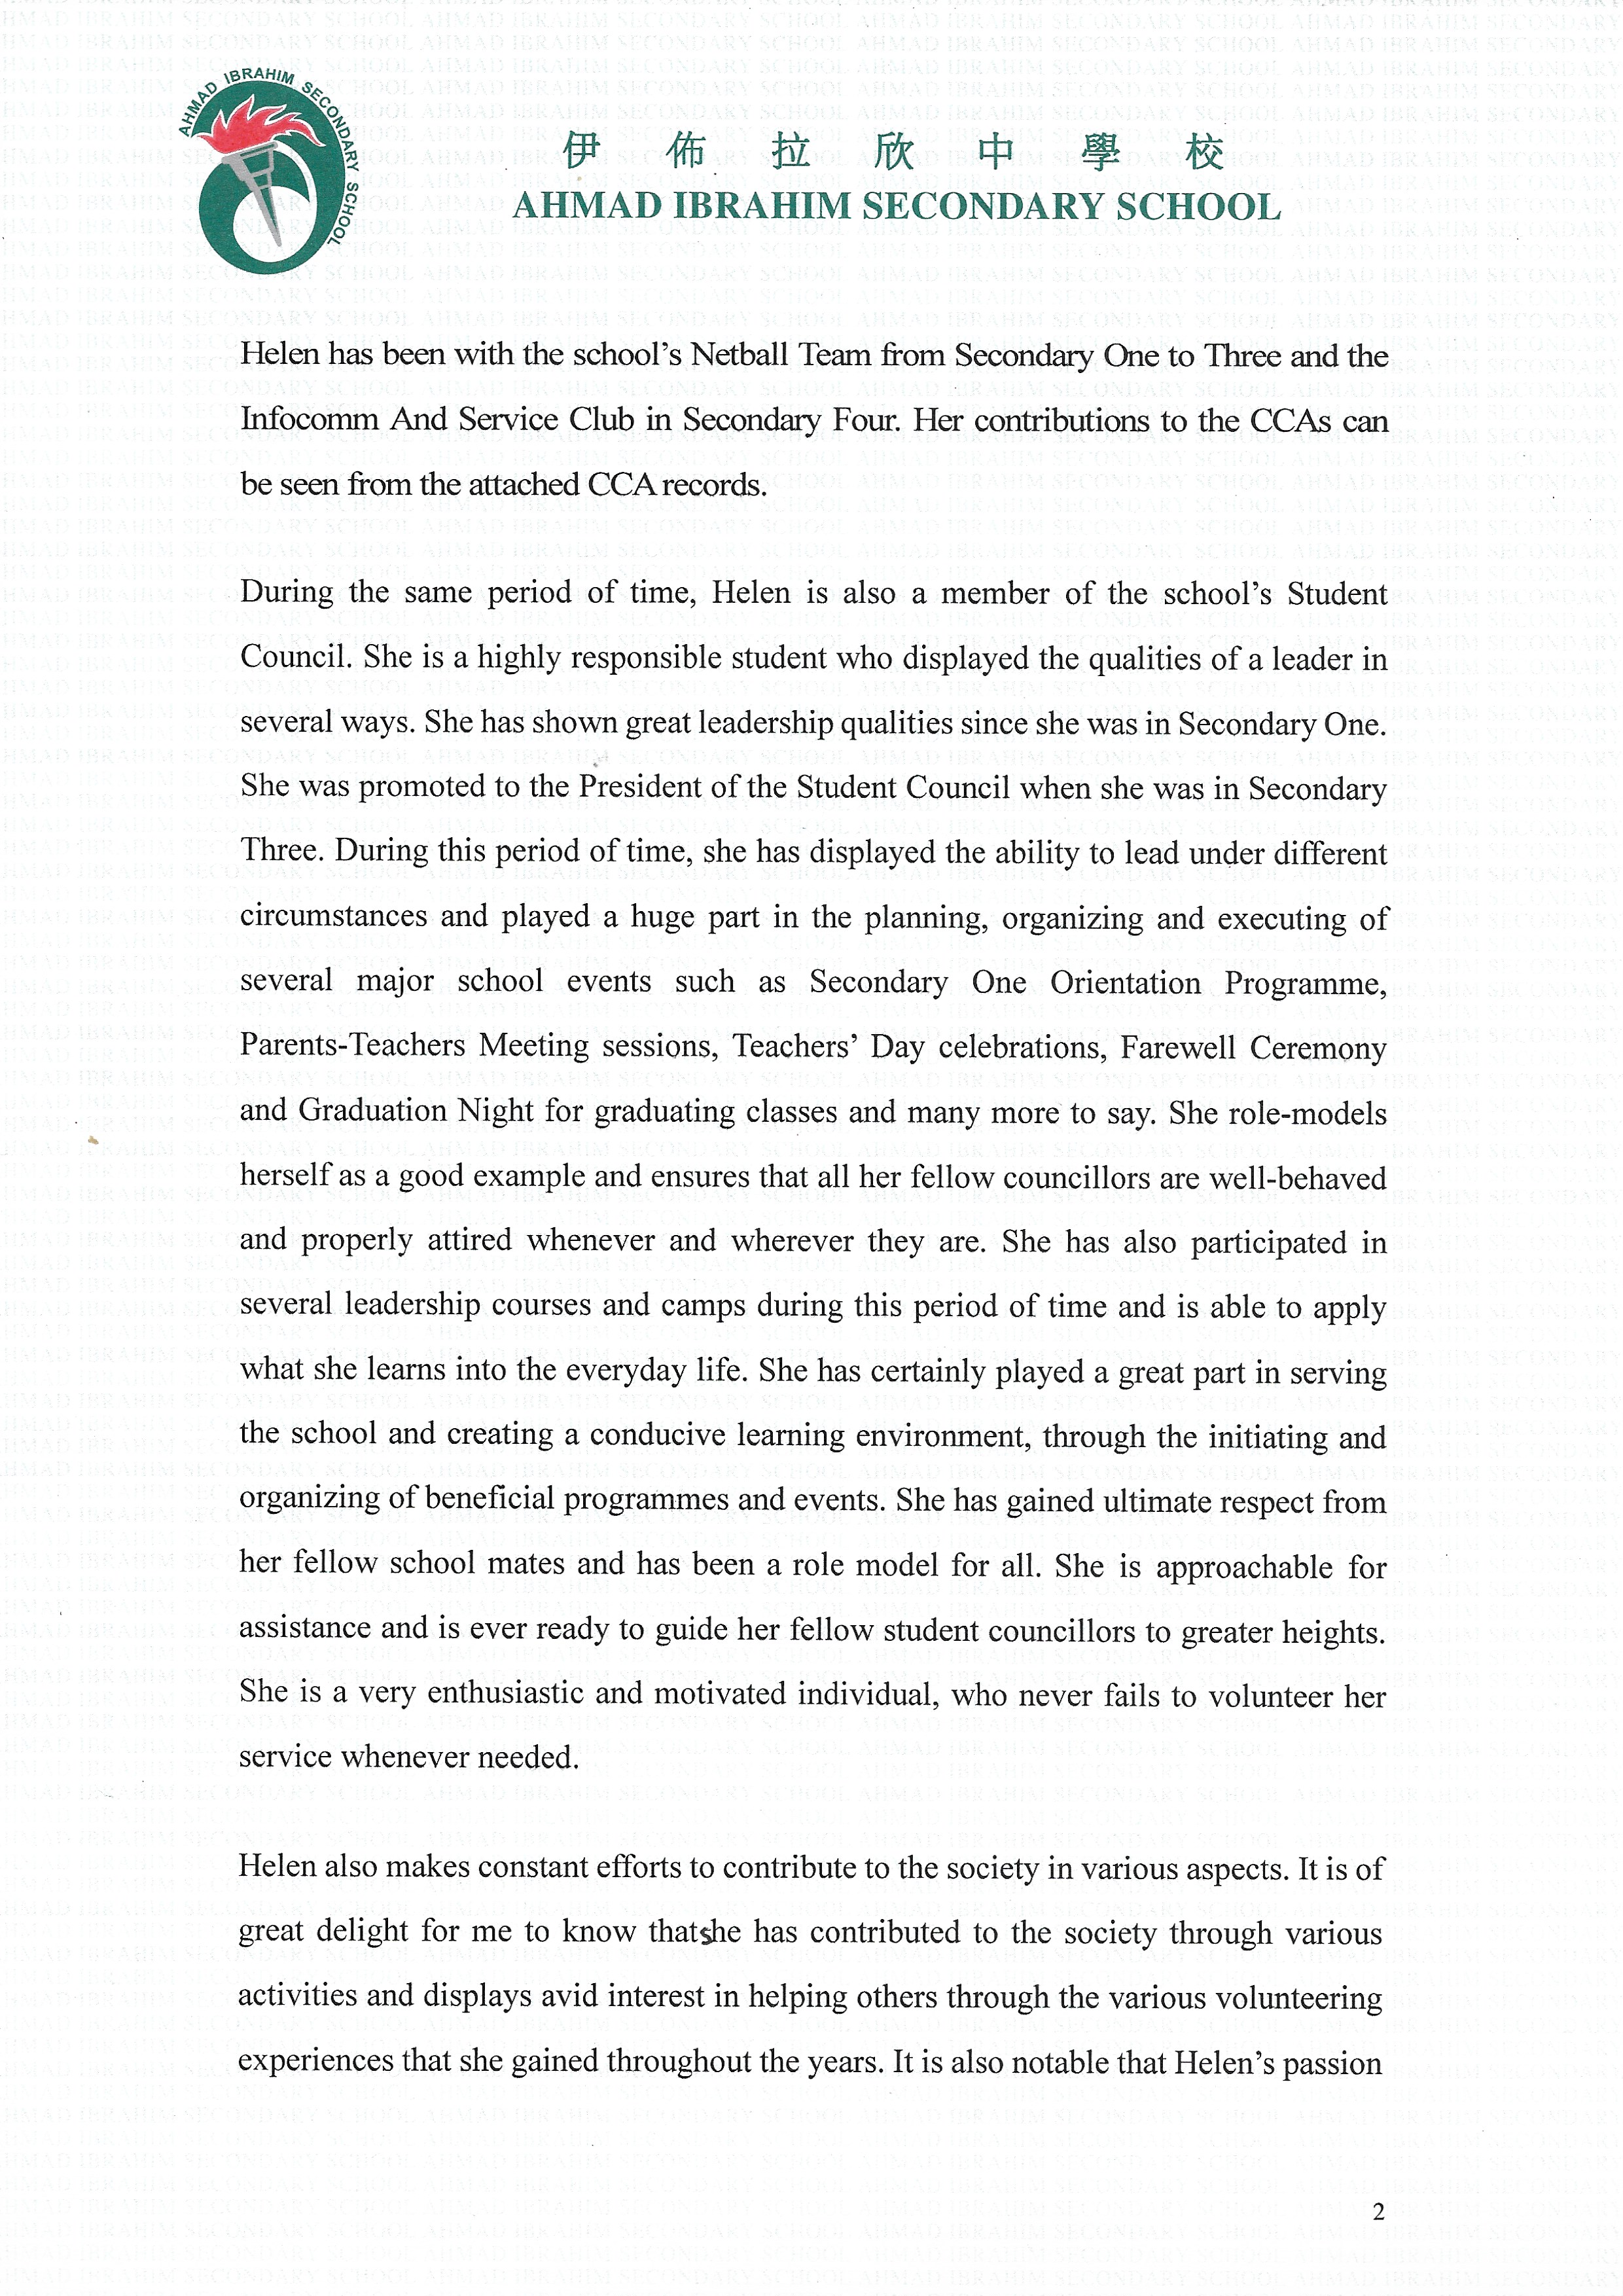 AHMAD IBRAHIM SECONDARY SCHOOL
伊 佈 拉 欣 中 學 校
AHMAD IBRAHIM SECONDARY SCHOOL
Helen has been with the school’s Netball Team from Secondary One to Three and the
Infocomm And Service Club in Secondary Four. Her contributions to the CCAs can
be seen from the attached CCA records.
During the same period of time, Helen is also a member of the school’s Student
Council. She is a highly responsible student who displayed the qualities of a leader in
several ways. She has shown great leadership qualities since she was in Secondary One.
She was promoted to the President of the Student Council when she was in Secondary
Three. During this period of time, she has displayed the ability to lead under different
circumstances and played a huge part in the planning, organizing and executing of
several major school events such as Secondary One Orientation Programme,
Parents-Teachers Meeting sessions, Teachers’ Day celebrations, Farewell Ceremony
and Graduation Night for graduating classes and many more to say. She role-models
herself as a good example and ensures that all her fellow councillors are well-behaved
and properly attired whenever and wherever they are. She has also participated in
several leadership courses and camps during this period of time and is able to apply
what she learns into the everyday life. She has certainly played a great part in serving
the school and creating a conducive learning environment, through the initiating and
organizing of beneficial programmes and events. She has gained ultimate respect from
her fellow school mates and has been a role model for all. She is approachable for
assistance and is ever ready to guide her fellow student councillors to greater heights.
She is a very enthusiastic and motivated individual, who never fails to volunteer her
service whenever needed.
Helen also makes constant efforts to contribute to the society in various aspects. It is of
great delight for me to know that she has contributed to the society through various
activities and displays avid interest in helping others through the various volunteering
experiences that she gained throughout the years. It is also notable that Helen’s passion
2